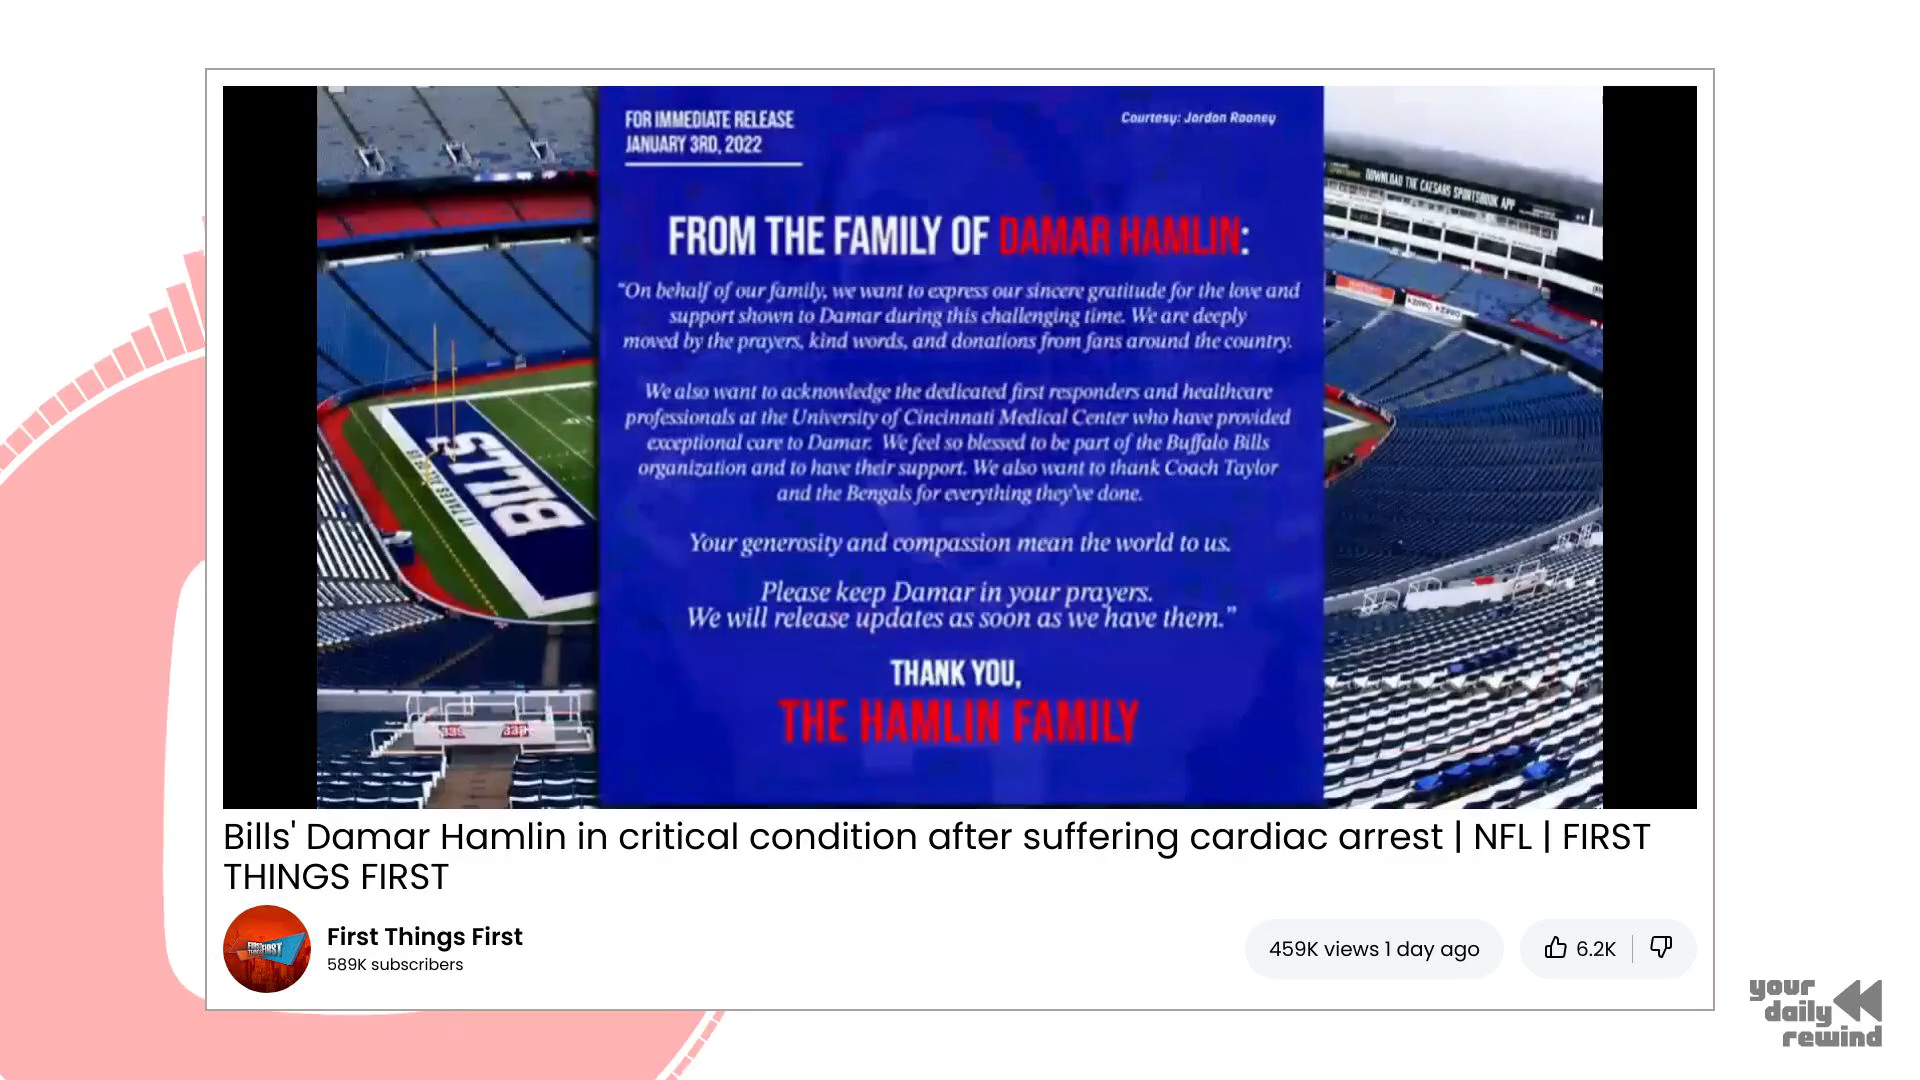 FOR IMMEDIATE RELEASE
JANUARY 3RD, 2022
Courtesy: Jordon Rooney
DOWNLOAD THE CAESARS SPORTSBOOK APP
FROM THE FAMILY OF DAMAR HAMLIN:
"On behalf of our family, we want to express our sincere gratitude for the love and
support shown to Damar during this challenging time. We are deeply
moved by the prayers, kind words, and donations from fans around the country.
We also want to acknowledge the dedicated first responders and healthcare
professionals at the University of Cincinnati Medical Center who have provided
exceptional care to Damar. We feel so blessed to be part of the Buffalo Bills
organization and to have their support. We also want to thank Coach Taylor
and the Bengals for everything they've done.
Your generosity and compassion mean the world to us.
Please keep Damar in your prayers.
We will release updates as soon as we have them."
THANK YOU,
THE HAMLIN FAMILY
BILLS
Bills' Damar Hamlin in critical condition after suffering cardiac arrest | NFL | FIRST
THINGS FIRST
First Things First
589K subscribers
459K views 1 day ago
6.2K
your
daily
rewind